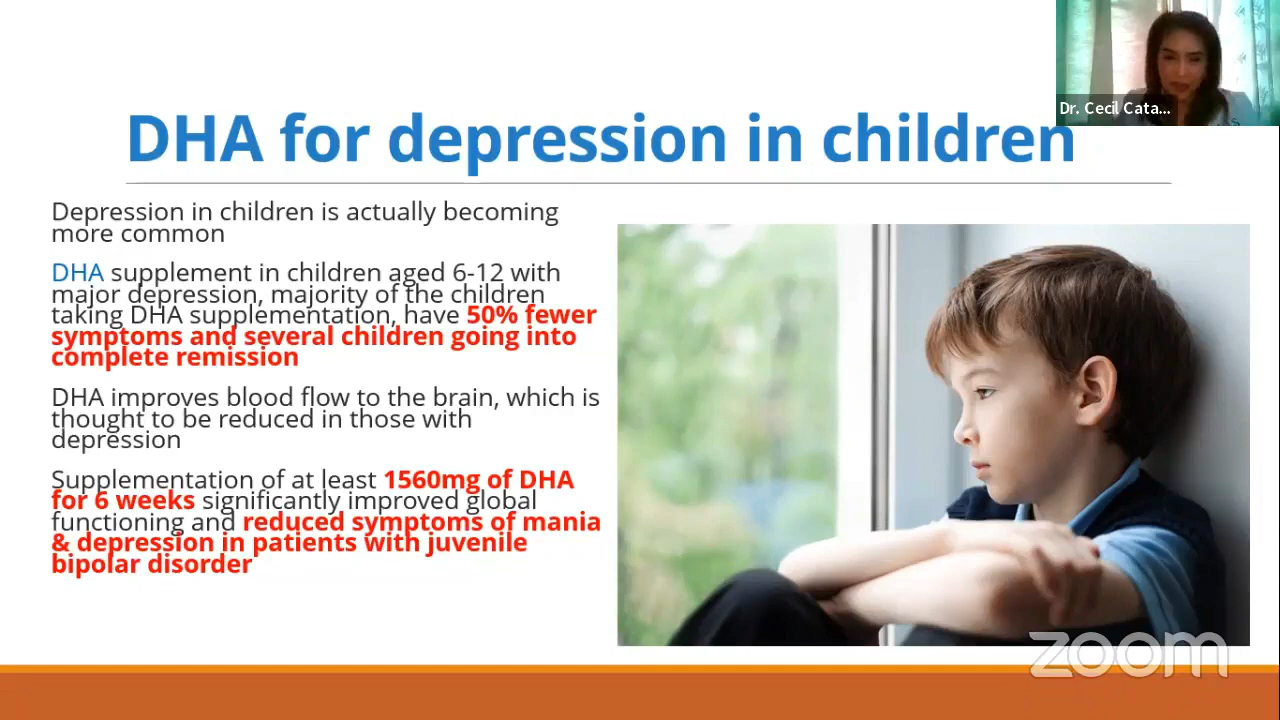 Dr. Cecil Cata...
DHA for depression in children
Depression in children is actually becoming
more common
DHA supplement in children aged 6-12 with
major depression, majority of the children
taking DHA supplementation, have 50% fewer
symptoms and several children going into
complete remission
DHA improves blood flow to the brain, which is
thought to be reduced in those with
depression
Supplementation of at least 1560mg of DHA
for 6 weeks significantly improved global
functioning and reduced symptoms of mania
& depression in patients with juvenile
bipolar disorder
zoom